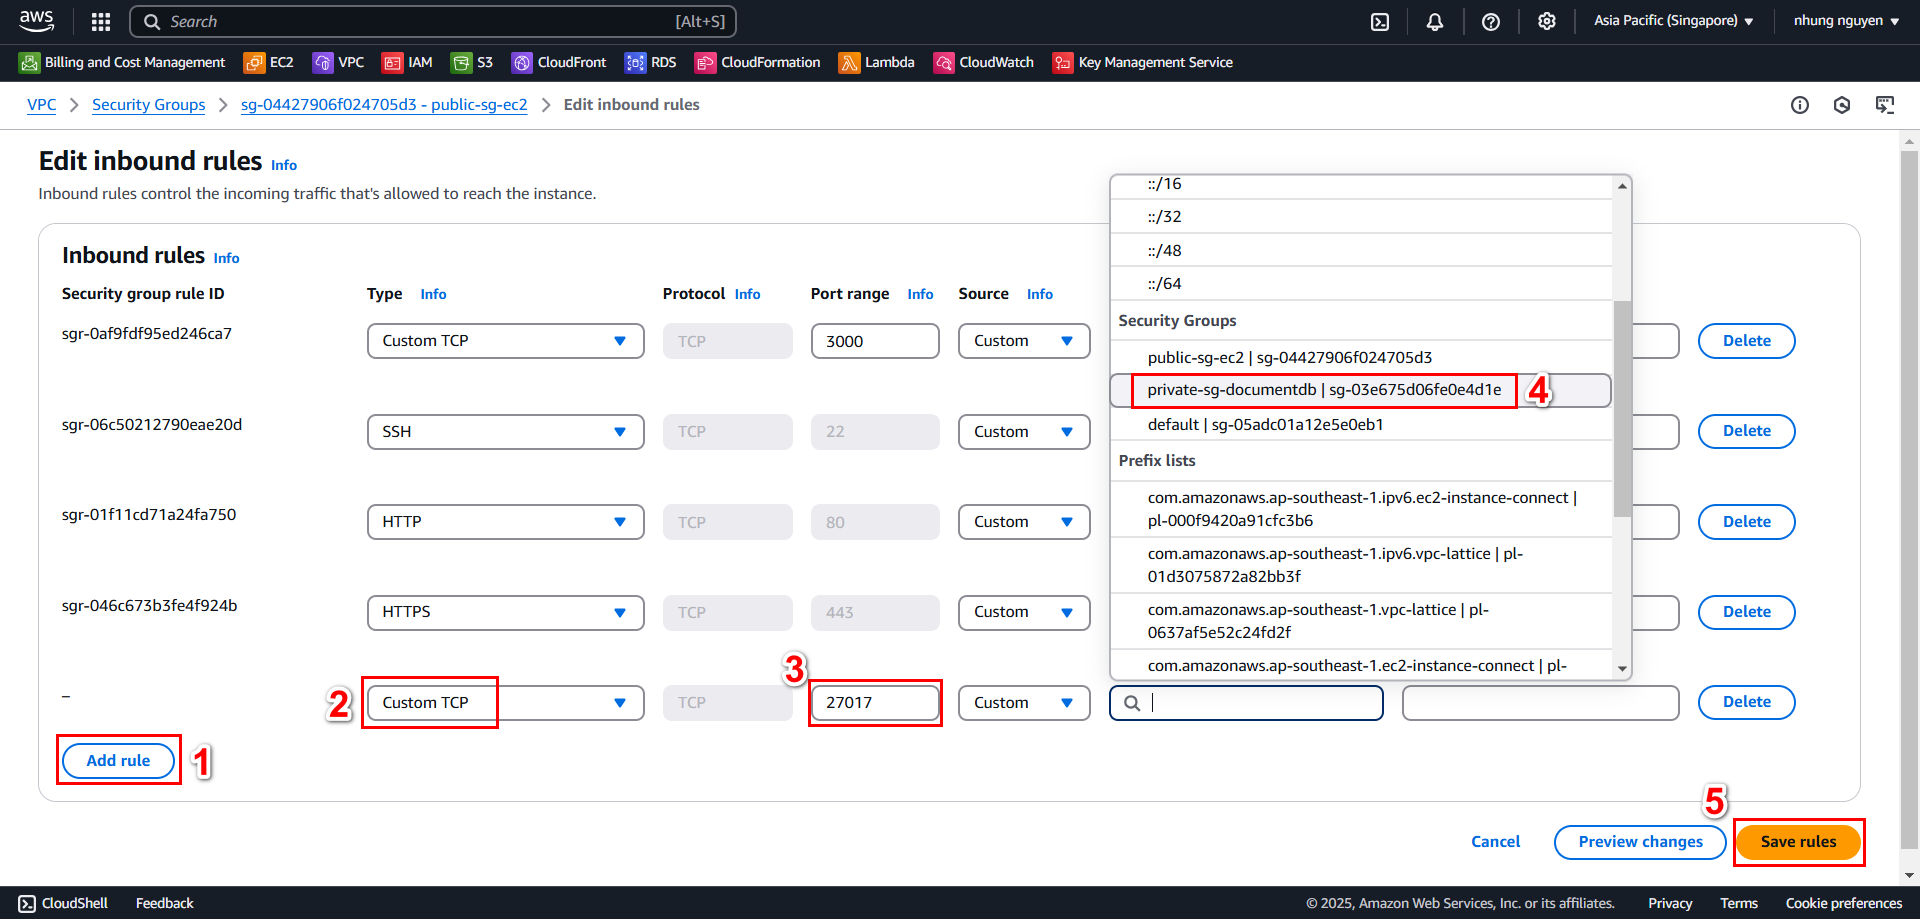 aws
Search [Alt+S]
Asia Pacific (Singapore)
nhung nguyen
Billing and Cost Management EC2 VPC IAM S3 CloudFront RDS CloudFormation Lambda CloudWatch Key Management Service
VPC > Security Groups > sg-04427906f024705d3 - public-sg-ec2 > Edit inbound rules
Edit inbound rules Info
Inbound rules control the incoming traffic that's allowed to reach the instance.
Inbound rules Info
Security group rule ID Type Info Protocol Info Port range Info Source Info
sgr-0af9fdf95ed246ca7 Custom TCP TCP 3000 Custom Delete
sgr-06c50212790eae20d SSH TCP 22 Custom Delete
sgr-01f11cd71a24fa750 HTTP TCP 80 Custom Delete
sgr-046c673b3fe4f924b HTTPS TCP 443 Custom Delete
– 2 Custom TCP TCP 3 27017 Custom Delete
::/16
::/32
::/48
::/64
Security Groups
public-sg-ec2 | sg-04427906f024705d3
private-sg-documentdb | sg-03e675d06fe0e4d1e 4
default | sg-05adc01a12e5e0eb1
Prefix lists
com.amazonaws.ap-southeast-1.ipv6.ec2-instance-connect |
pl-000f9420a91cfc3b6
com.amazonaws.ap-southeast-1.ipv6.vpc-lattice | pl-
01d3075872a82bb3f
com.amazonaws.ap-southeast-1.vpc-lattice | pl-
0637af5e52c24fd2f
com.amazonaws.ap-southeast-1.ec2-instance-connect | pl-
Add rule 1
5
Cancel Preview changes Save rules
CloudShell Feedback © 2025, Amazon Web Services, Inc. or its affiliates. Privacy Terms Cookie preferences